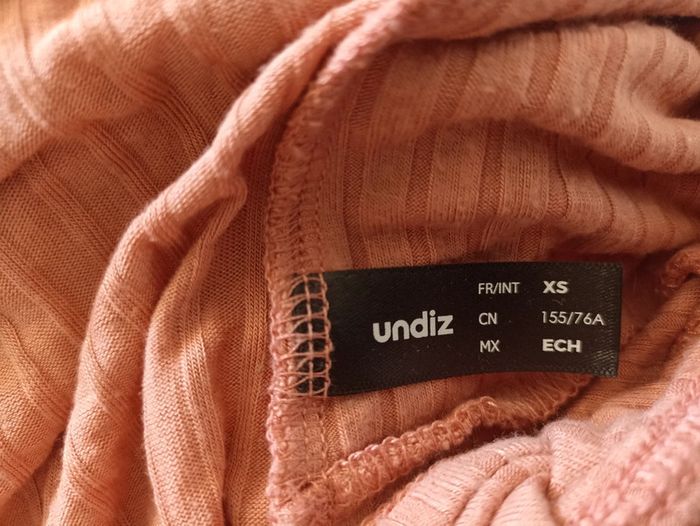 undiz
FR/INT XS
CN 155/76A
MX ECH